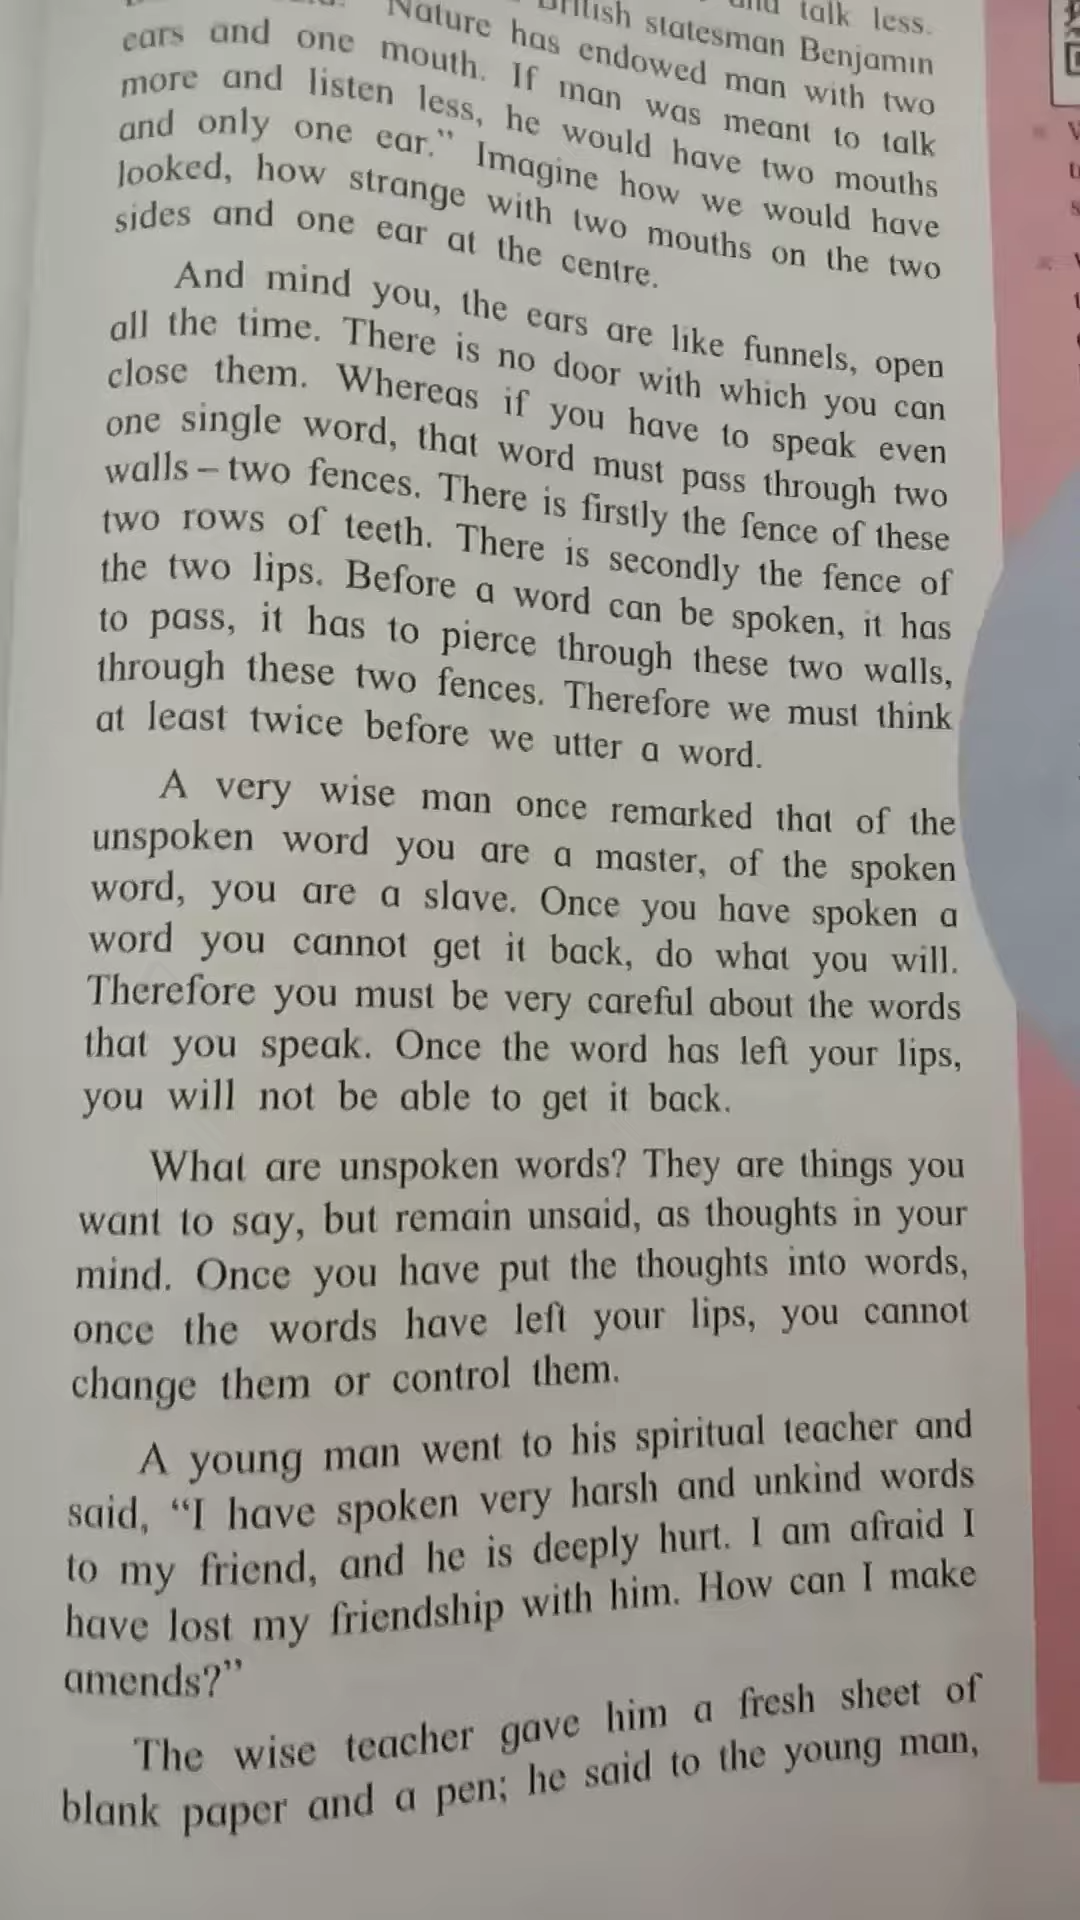 and talk less.
British statesman Benjamin
Nature has endowed man with two
ears and one mouth. If man was meant to talk
more and listen less, he would have two mouths
and only one ear.” Imagine how we would have
looked, how strange with two mouths on the two
sides and one ear at the centre.
And mind you, the ears are like funnels, open
all the time. There is no door with which you can
close them. Whereas if you have to speak even
one single word, that word must pass through two
walls – two fences. There is firstly the fence of these
two rows of teeth. There is secondly the fence of
the two lips. Before a word can be spoken, it has
to pass, it has to pierce through these two walls,
through these two fences. Therefore we must think
at least twice before we utter a word.
A very wise man once remarked that of the
unspoken word you are a master, of the spoken
word, you are a slave. Once you have spoken a
word you cannot get it back, do what you will.
Therefore you must be very careful about the words
that you speak. Once the word has left your lips,
you will not be able to get it back.
What are unspoken words? They are things you
want to say, but remain unsaid, as thoughts in your
mind. Once you have put the thoughts into words,
once the words have left your lips, you cannot
change them or control them.
A young man went to his spiritual teacher and
said, “I have spoken very harsh and unkind words
to my friend, and he is deeply hurt. I am afraid I
have lost my friendship with him. How can I make
amends?”
The wise teacher gave him a fresh sheet of
blank paper and a pen; he said to the young man,